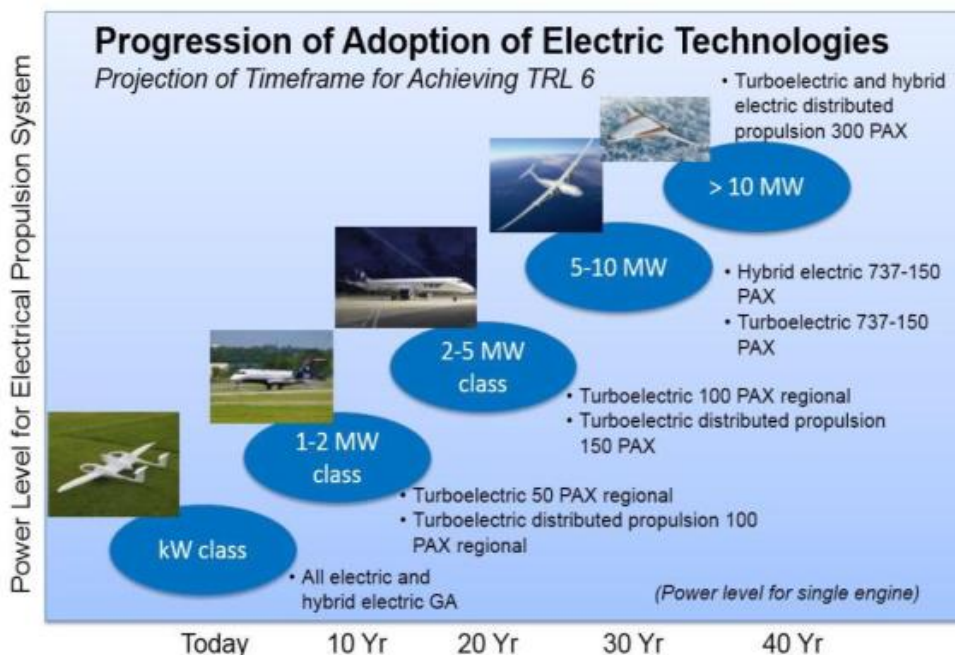 Progression of Adoption of Electric Technologies
Projection of Timeframe for Achieving TRL 6
Power Level for Electrical Propulsion System
• Turboelectric and hybrid
electric distributed
propulsion 300 PAX
> 10 MW
5-10 MW
• Hybrid electric 737-150
PAX
• Turboelectric 737-150
PAX
2-5 MW
class
• Turboelectric 100 PAX regional
• Turboelectric distributed propulsion
150 PAX
1-2 MW
class
• Turboelectric 50 PAX regional
• Turboelectric distributed propulsion 100
PAX regional
kW class
• All electric and
hybrid electric GA
(Power level for single engine)
Today 10 Yr 20 Yr 30 Yr 40 Yr